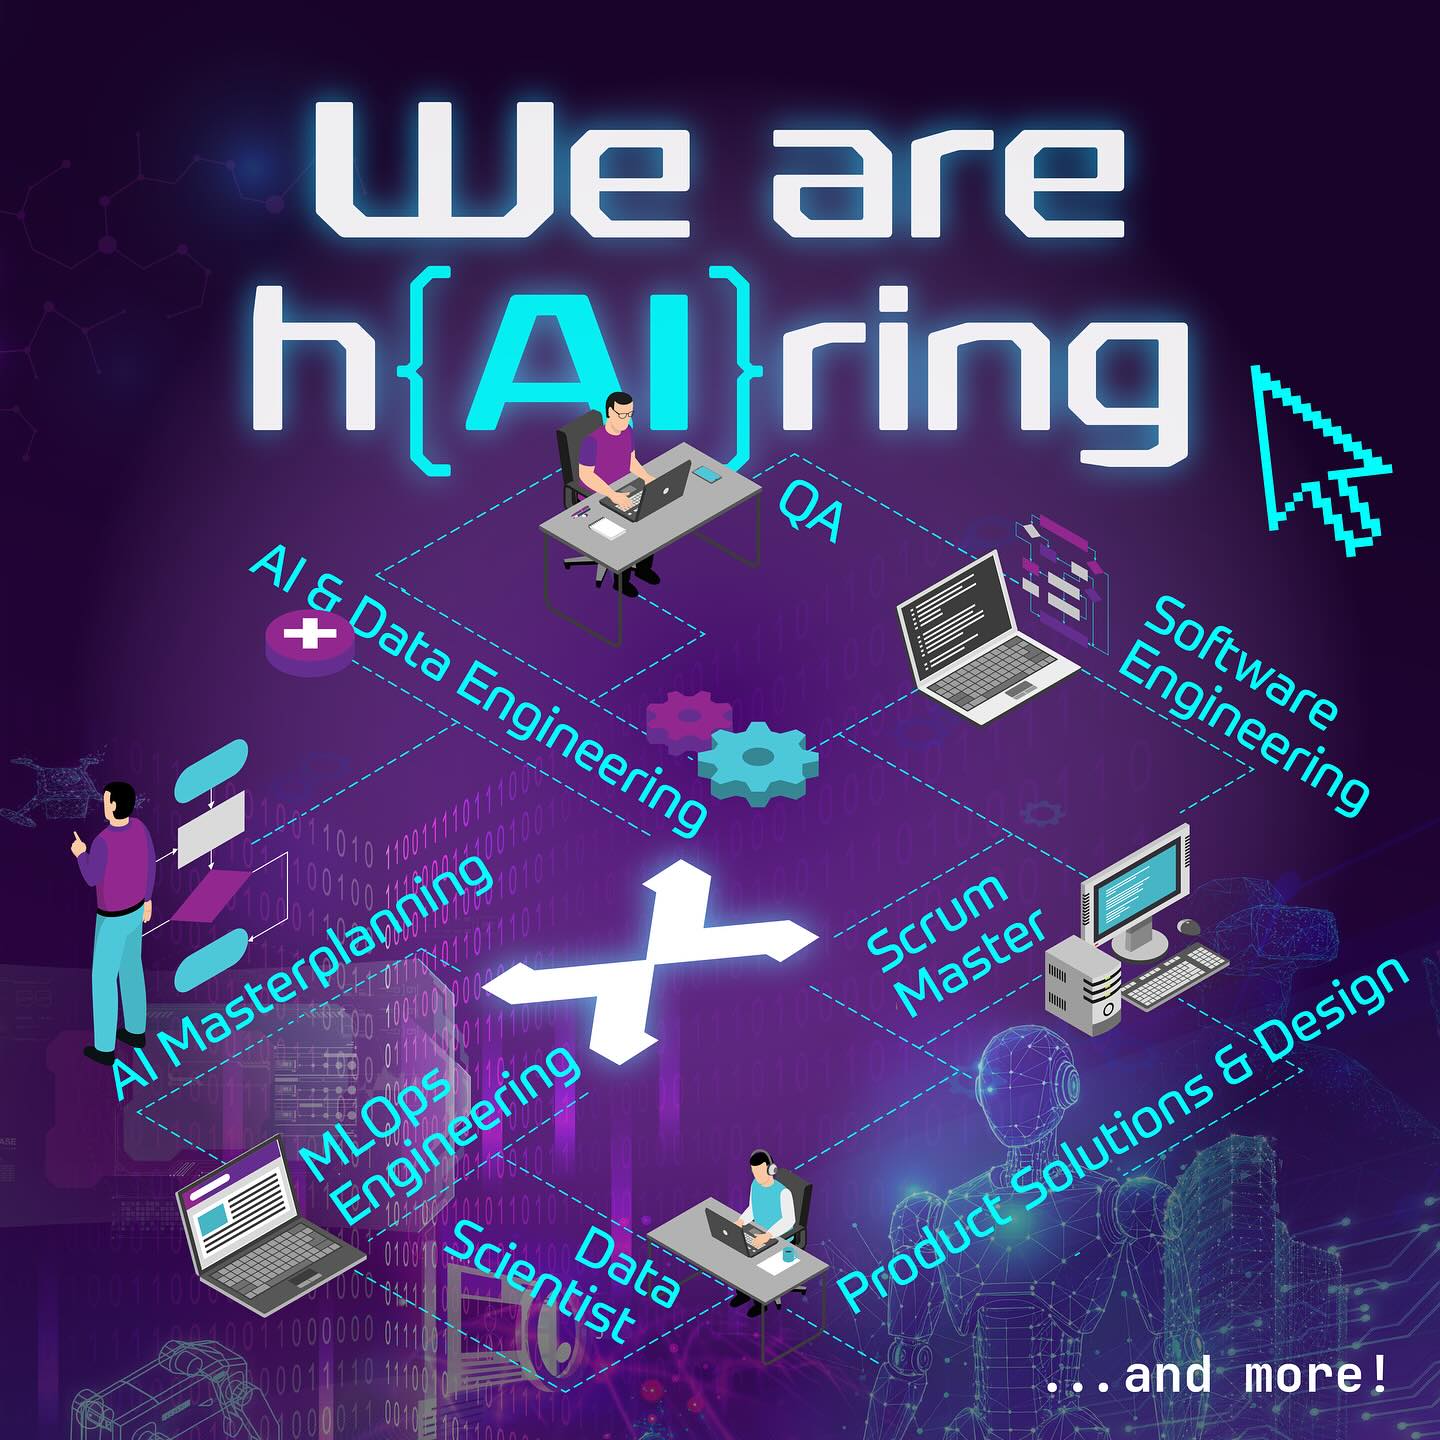 We are
h{AI}ring
QA
AI & Data Engineering
Software
Engineering
AI Masterplanning
Scrum
Master
MLOps
Engineering
Data
Scientist
Product Solutions & Design
...and more!